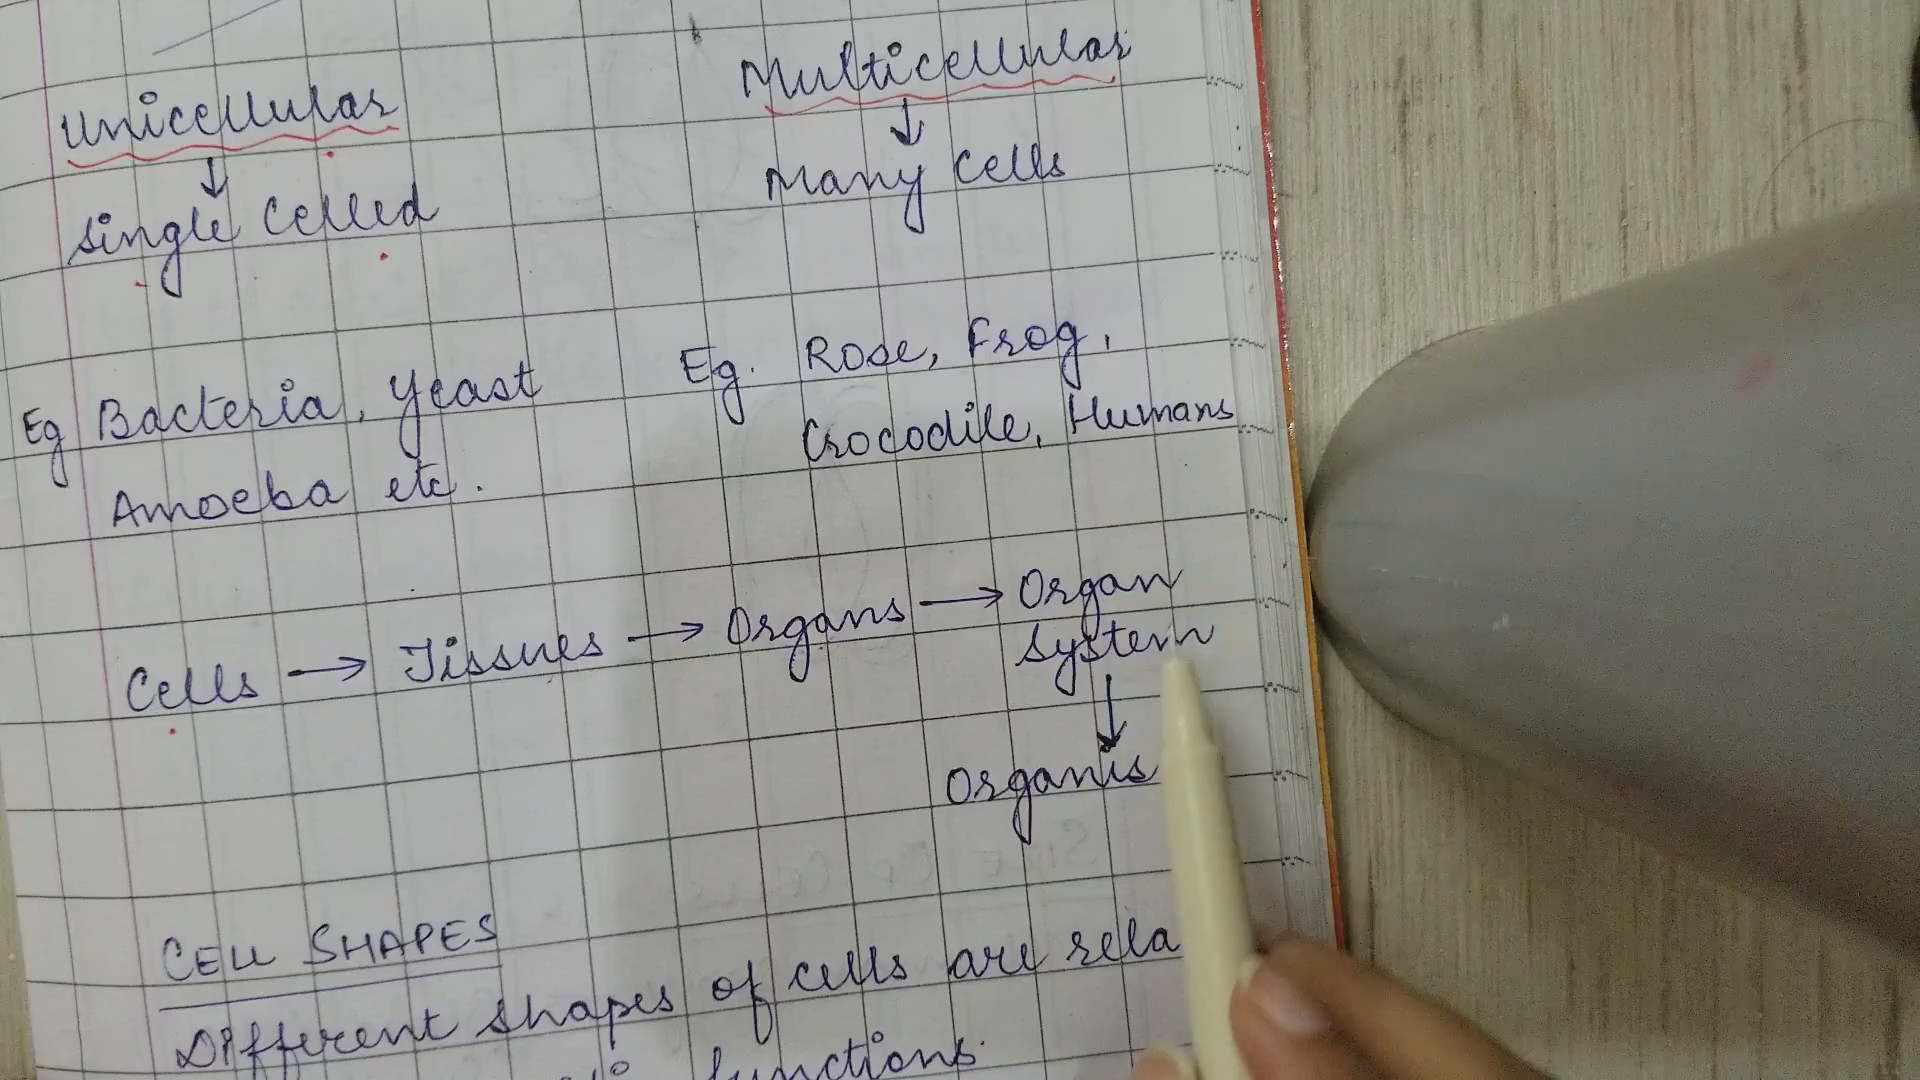 Unicellular
↓
Single Celled
Eg Bacteria, Yeast
Amoeba etc.
Multicellular
↓
Many Cells
Eg. Rose, Frog,
Crocodile, Humans
Cells → Tissues → Organs → Organ
System
↓
Organis
CELL SHAPES
Different shapes of cells are rela
functions.